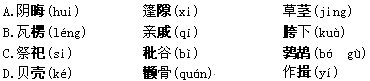 A.阴晦(huì) 篷隙(xì) 草茎(jīng)
B.瓦楞(léng) 亲戚(qī) 胯下(kuà)
C.祭祀(sì) 秕谷(bǐ) 鹁鸪(bó gū)
D.贝壳(ké) 颧骨(quán) 作揖(yī)